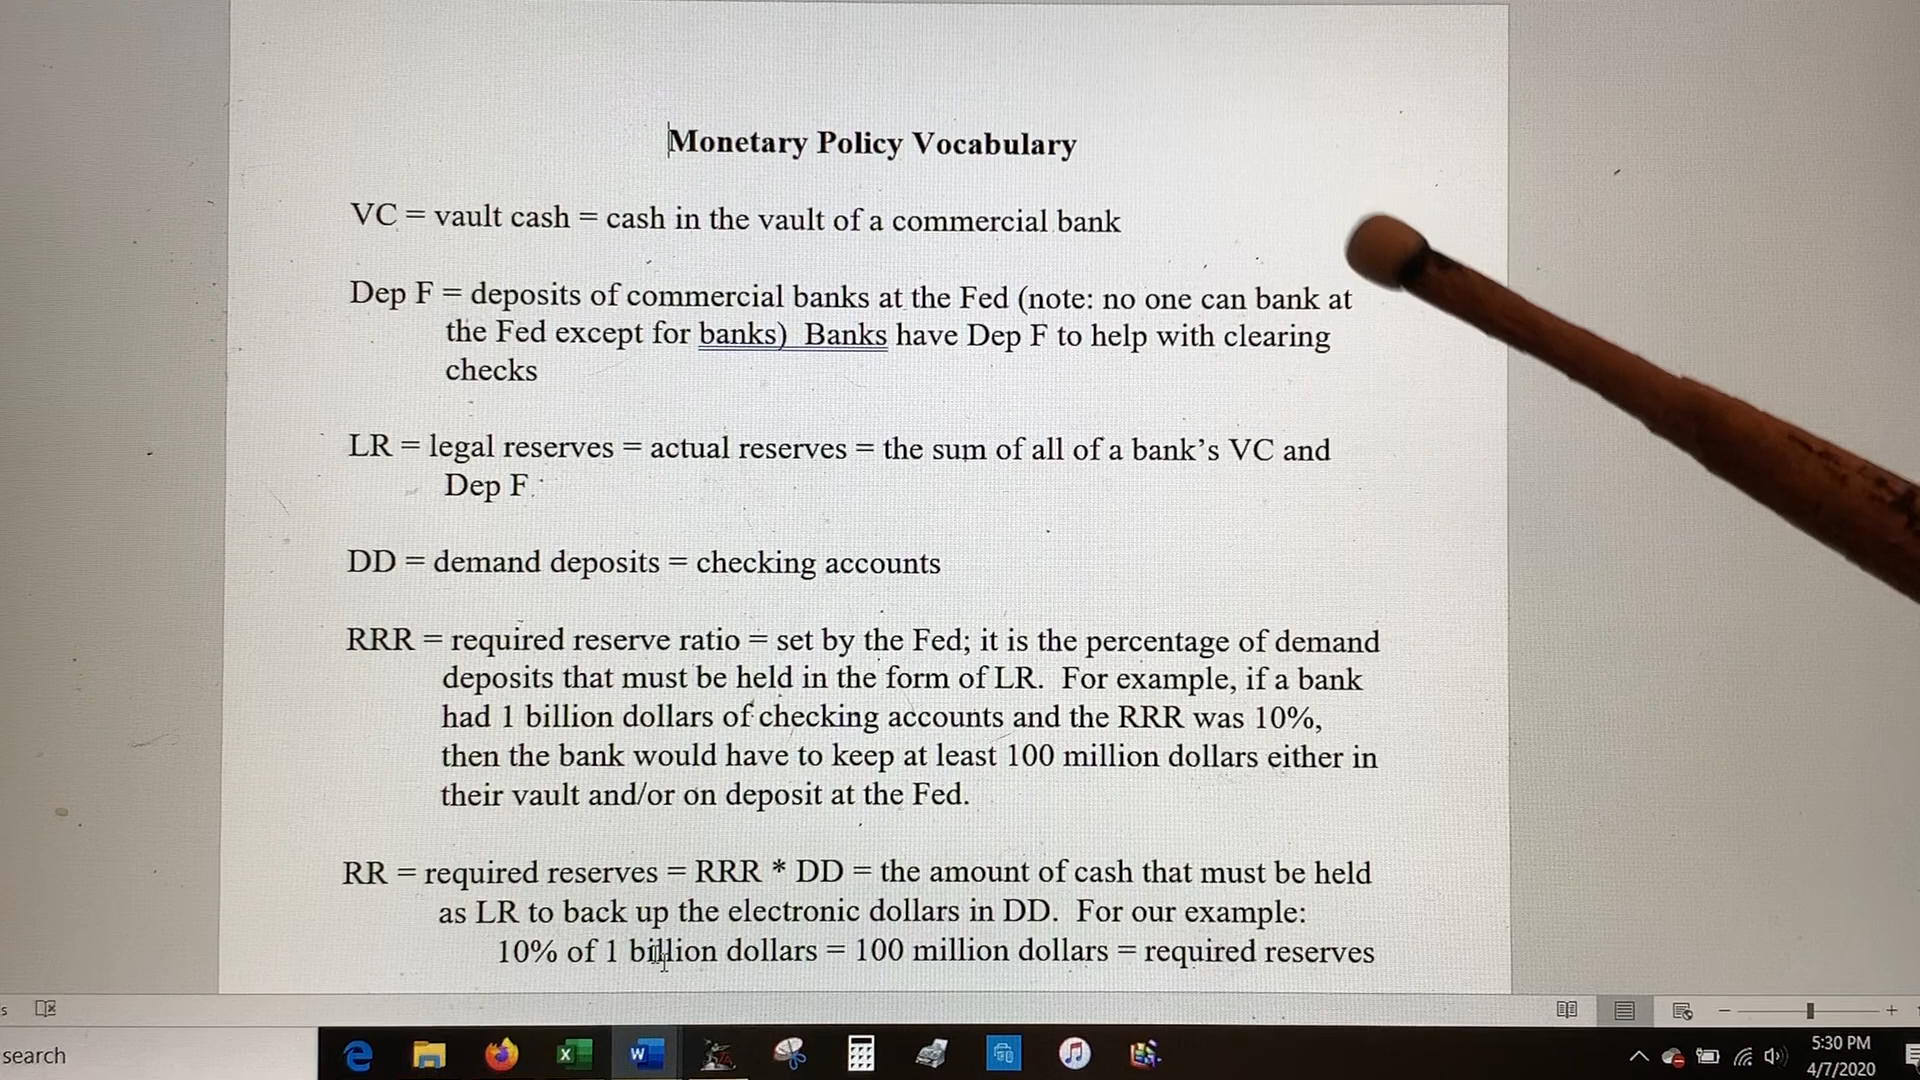 Monetary Policy Vocabulary
VC = vault cash = cash in the vault of a commercial bank
Dep F = deposits of commercial banks at the Fed (note: no one can bank at
the Fed except for banks)  Banks have Dep F to help with clearing
checks
LR = legal reserves = actual reserves = the sum of all of a bank’s VC and
Dep F
DD = demand deposits = checking accounts
RRR = required reserve ratio = set by the Fed; it is the percentage of demand
deposits that must be held in the form of LR.  For example, if a bank
had 1 billion dollars of checking accounts and the RRR was 10%,
then the bank would have to keep at least 100 million dollars either in
their vault and/or on deposit at the Fed.
RR = required reserves = RRR * DD = the amount of cash that must be held
as LR to back up the electronic dollars in DD.  For our example:
10% of 1 billion dollars = 100 million dollars = required reserves
s
search
5:30 PM
4/7/2020